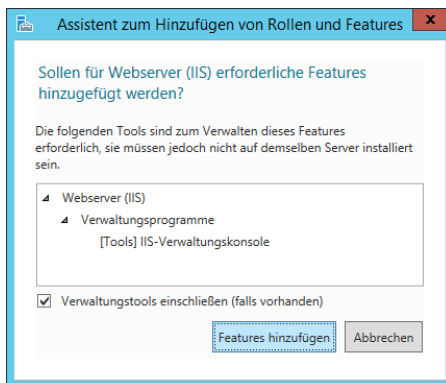 Assistent zum Hinzufügen von Rollen und Features
Sollen für Webserver (IIS) erforderliche Features
hinzugefügt werden?
Die folgenden Tools sind zum Verwalten dieses Features
erforderlich, sie müssen jedoch nicht auf demselben Server installiert
sein.
Webserver (IIS)
Verwaltungsprogramme
[Tools] IIS-Verwaltungskonsole
Verwaltungstools einschließen (falls vorhanden)
Features hinzufügen Abbrechen